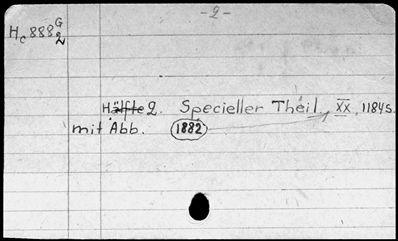 -2-
Hc 888 G/2
Hälfte 2. Specieller Theil XX, 1184 S.
mit Abb. 1882